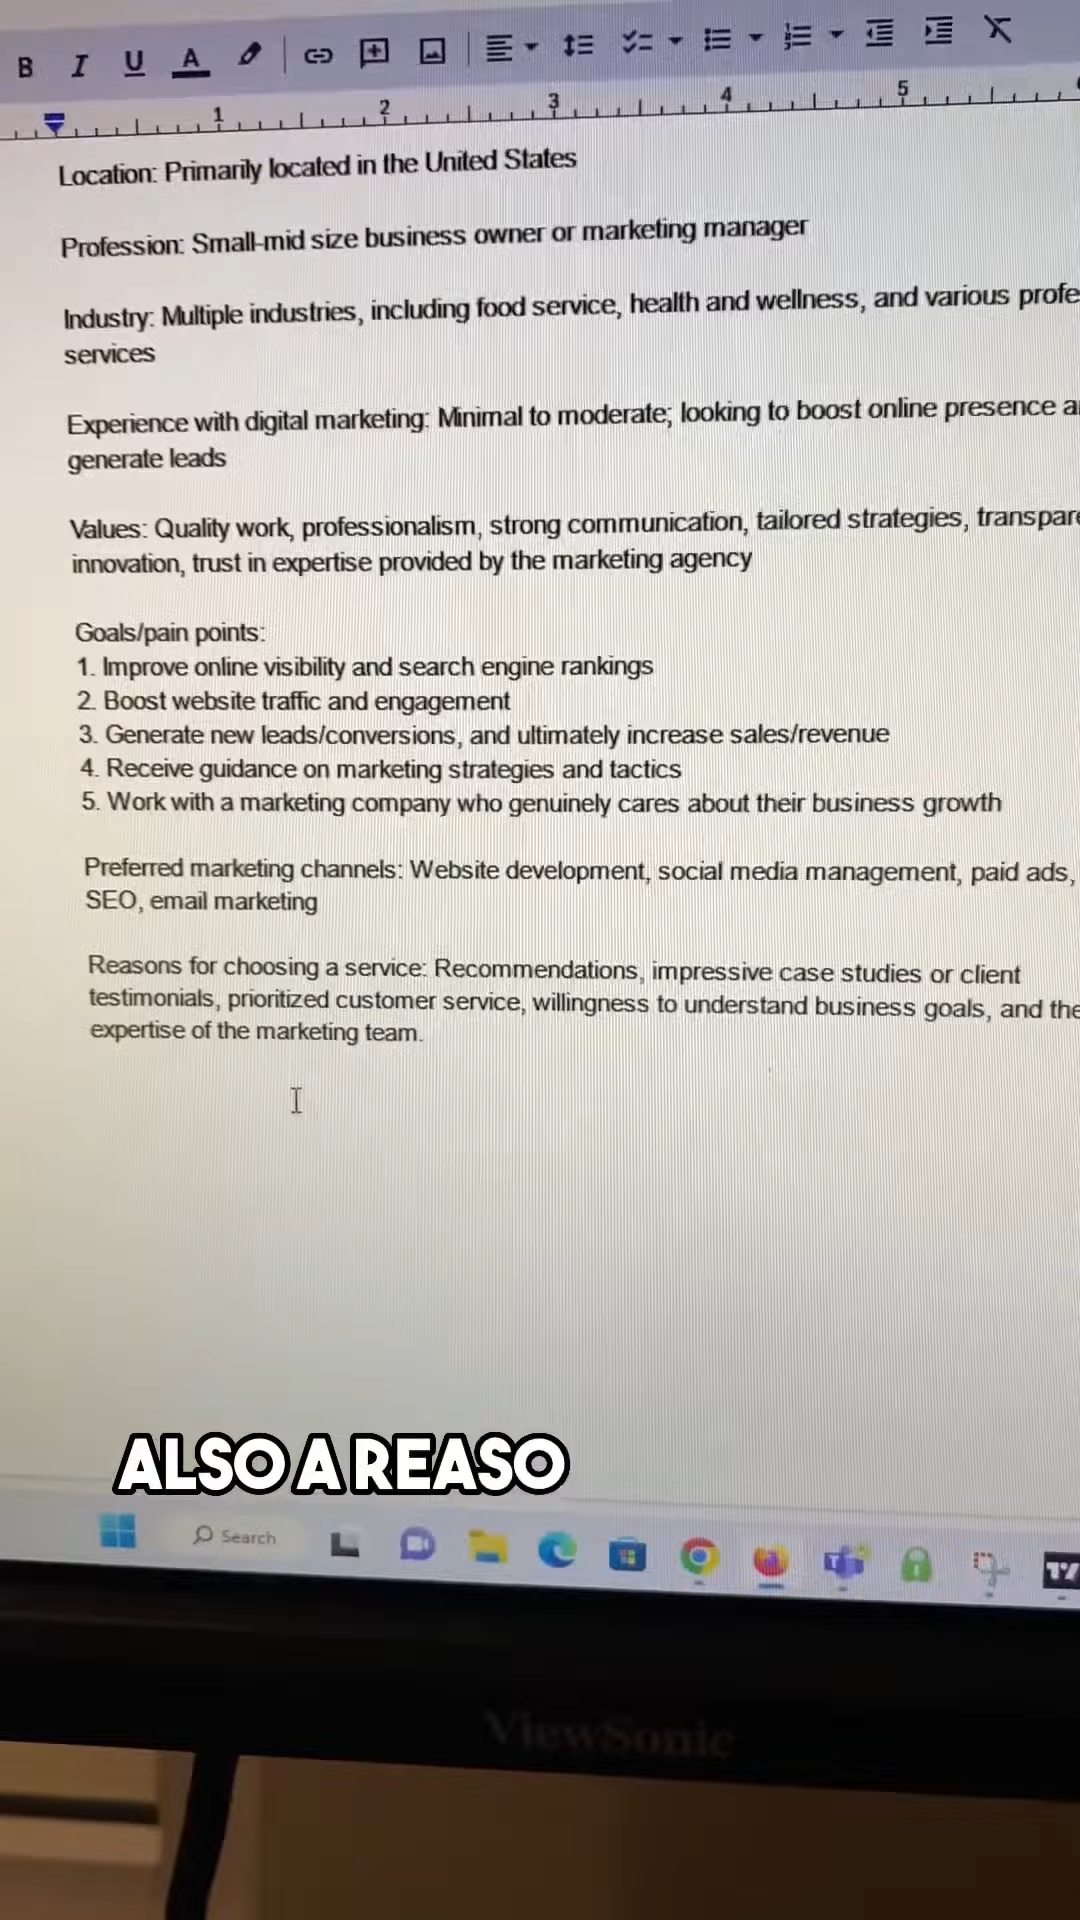 B I U A
1 2 3 4 5
Location: Primarily located in the United States
Profession: Small-mid size business owner or marketing manager
Industry: Multiple industries, including food service, health and wellness, and various profe
services
Experience with digital marketing: Minimal to moderate; looking to boost online presence a
generate leads
Values: Quality work, professionalism, strong communication, tailored strategies, transpar
innovation, trust in expertise provided by the marketing agency
Goals/pain points:
1. Improve online visibility and search engine rankings
2. Boost website traffic and engagement
3. Generate new leads/conversions, and ultimately increase sales/revenue
4. Receive guidance on marketing strategies and tactics
5. Work with a marketing company who genuinely cares about their business growth
Preferred marketing channels: Website development, social media management, paid ads,
SEO, email marketing
Reasons for choosing a service: Recommendations, impressive case studies or client
testimonials, prioritized customer service, willingness to understand business goals, and the
expertise of the marketing team.
ALSO A REASO
Search
ViewSonic